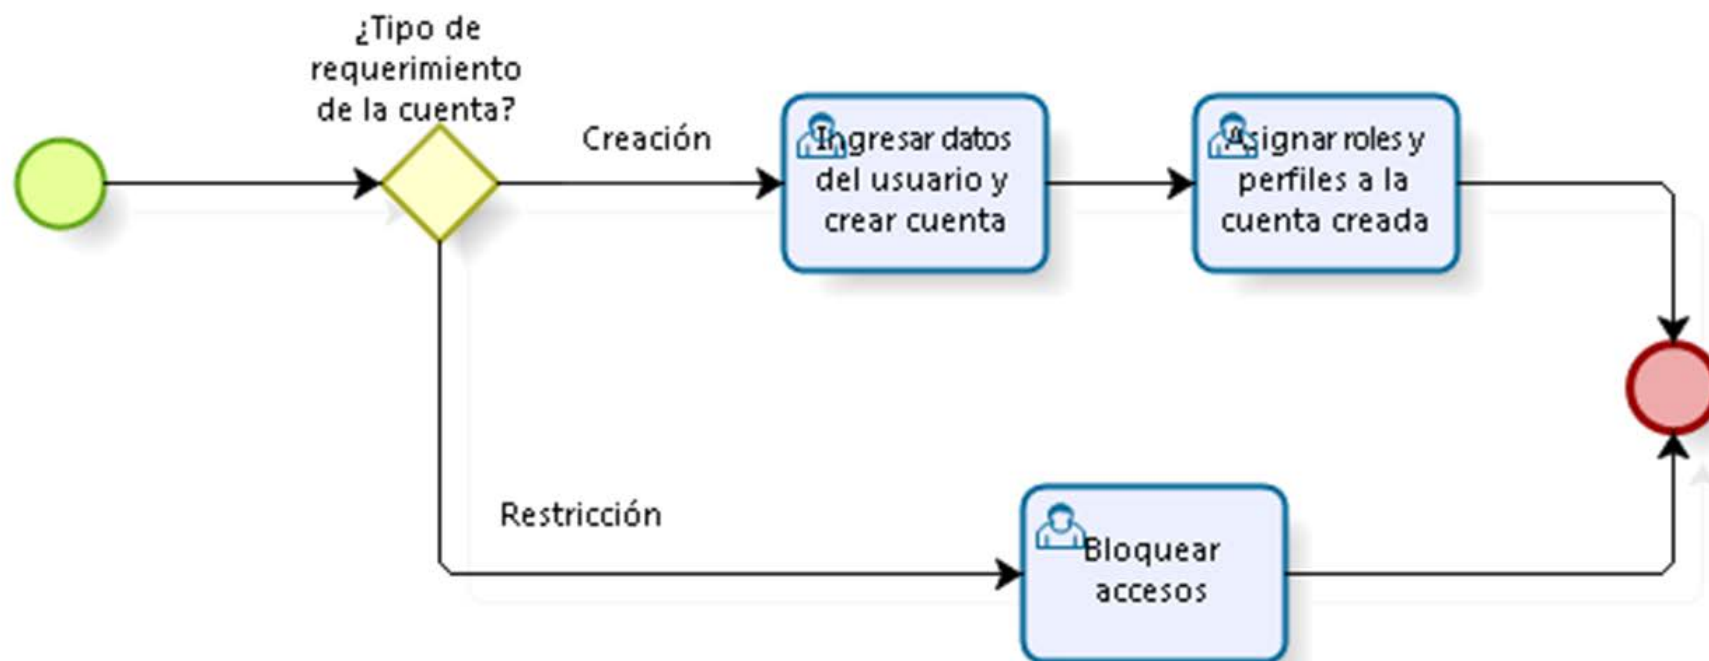 ¿Tipo de
requerimiento
de la cuenta?
Creación
Ingresar datos
del usuario y
crear cuenta
Asignar roles y
perfiles a la
cuenta creada
Restricción
Bloquear
accesos